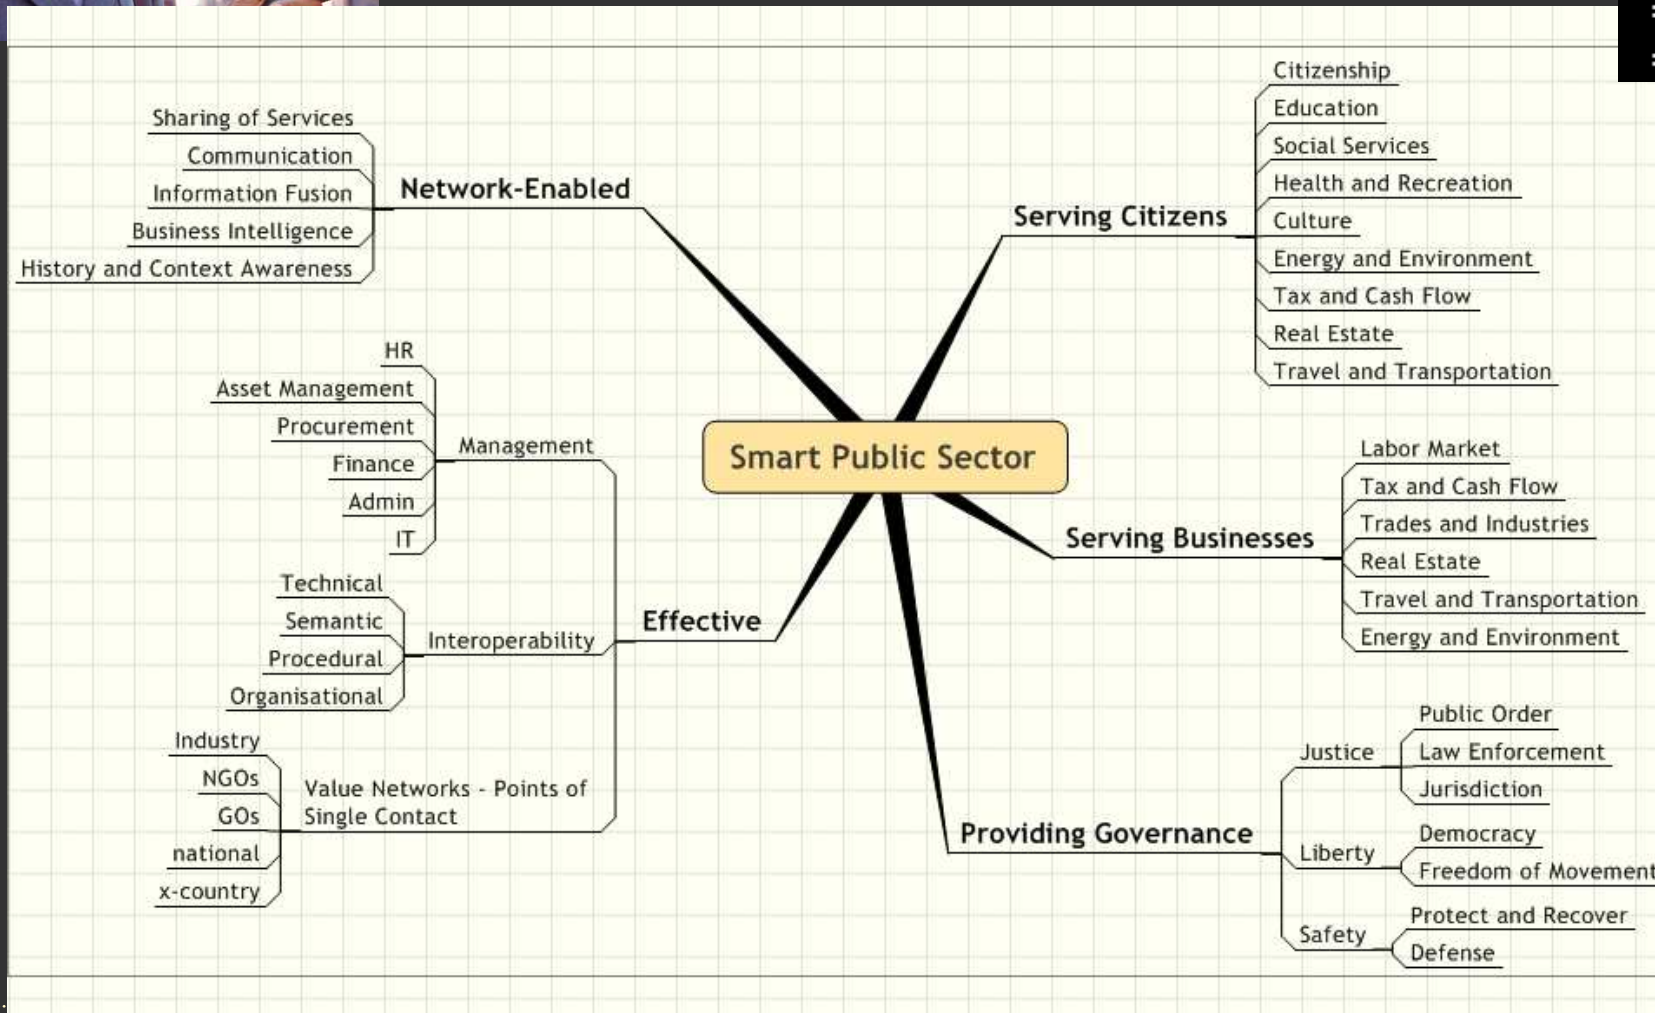 Sharing of Services
Communication
Information Fusion
Business Intelligence
History and Context Awareness
Network-Enabled
Citizenship
Education
Social Services
Health and Recreation
Culture
Energy and Environment
Tax and Cash Flow
Real Estate
Travel and Transportation
Serving Citizens
Smart Public Sector
HR
Asset Management
Procurement
Finance
Admin
IT
Management
Technical
Semantic
Procedural
Organisational
Interoperability
Industry
NGOs
GOs
national
x-country
Value Networks - Points of
Single Contact
Effective
Labor Market
Tax and Cash Flow
Trades and Industries
Real Estate
Travel and Transportation
Energy and Environment
Serving Businesses
Providing Governance
Justice
Public Order
Law Enforcement
Jurisdiction
Liberty
Democracy
Freedom of Movement
Safety
Protect and Recover
Defense